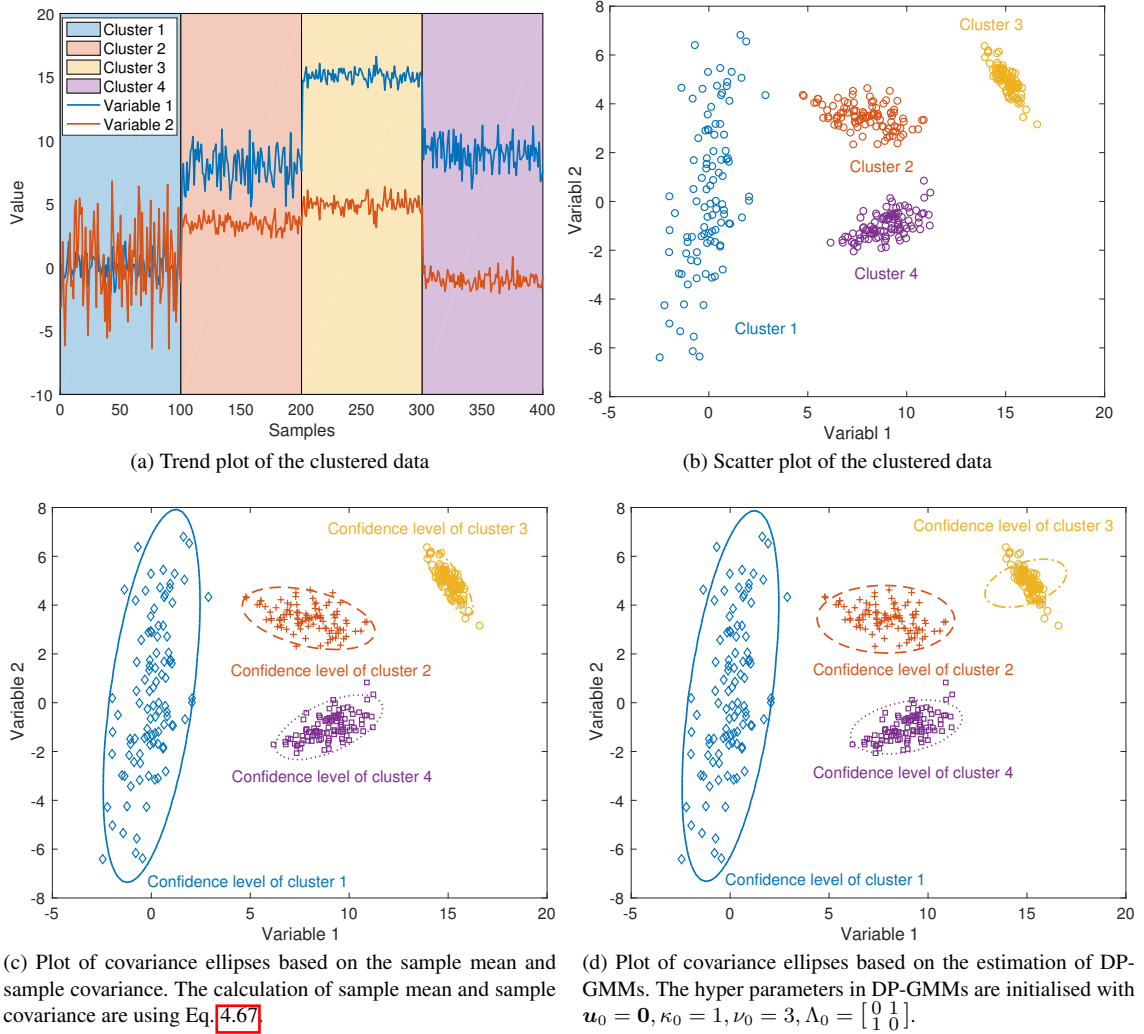 20
15
10
5
0
-5
-10
Value
Cluster 1
Cluster 2
Cluster 3
Cluster 4
Variable 1
Variable 2
0 50 100 150 200 250 300 350 400
Samples
(a) Trend plot of the clustered data
8
6
4
2
0
-2
-4
-6
-8
Variabl 2
Cluster 3
Cluster 2
Cluster 4
Cluster 1
-5 0 5 10 15 20
Variabl 1
(b) Scatter plot of the clustered data
8
6
4
2
0
-2
-4
-6
-8
Variable 2
Confidence level of cluster 3
Confidence level of cluster 2
Confidence level of cluster 4
Confidence level of cluster 1
-5 0 5 10 15 20
Variable 1
(c) Plot of covariance ellipses based on the sample mean and
sample covariance. The calculation of sample mean and sample
covariance are using Eq. 4.67.
8
6
4
2
0
-2
-4
-6
-8
Variable 2
Confidence level of cluster 3
Confidence level of cluster 2
Confidence level of cluster 4
Confidence level of cluster 1
-5 0 5 10 15 20
Variable 1
(d) Plot of covariance ellipses based on the estimation of DP-
GMMs. The hyper parameters in DP-GMMs are initialised with
u₀ = 0, κ₀ = 1, ν₀ = 3, Λ₀ = [0 1; 1 0].